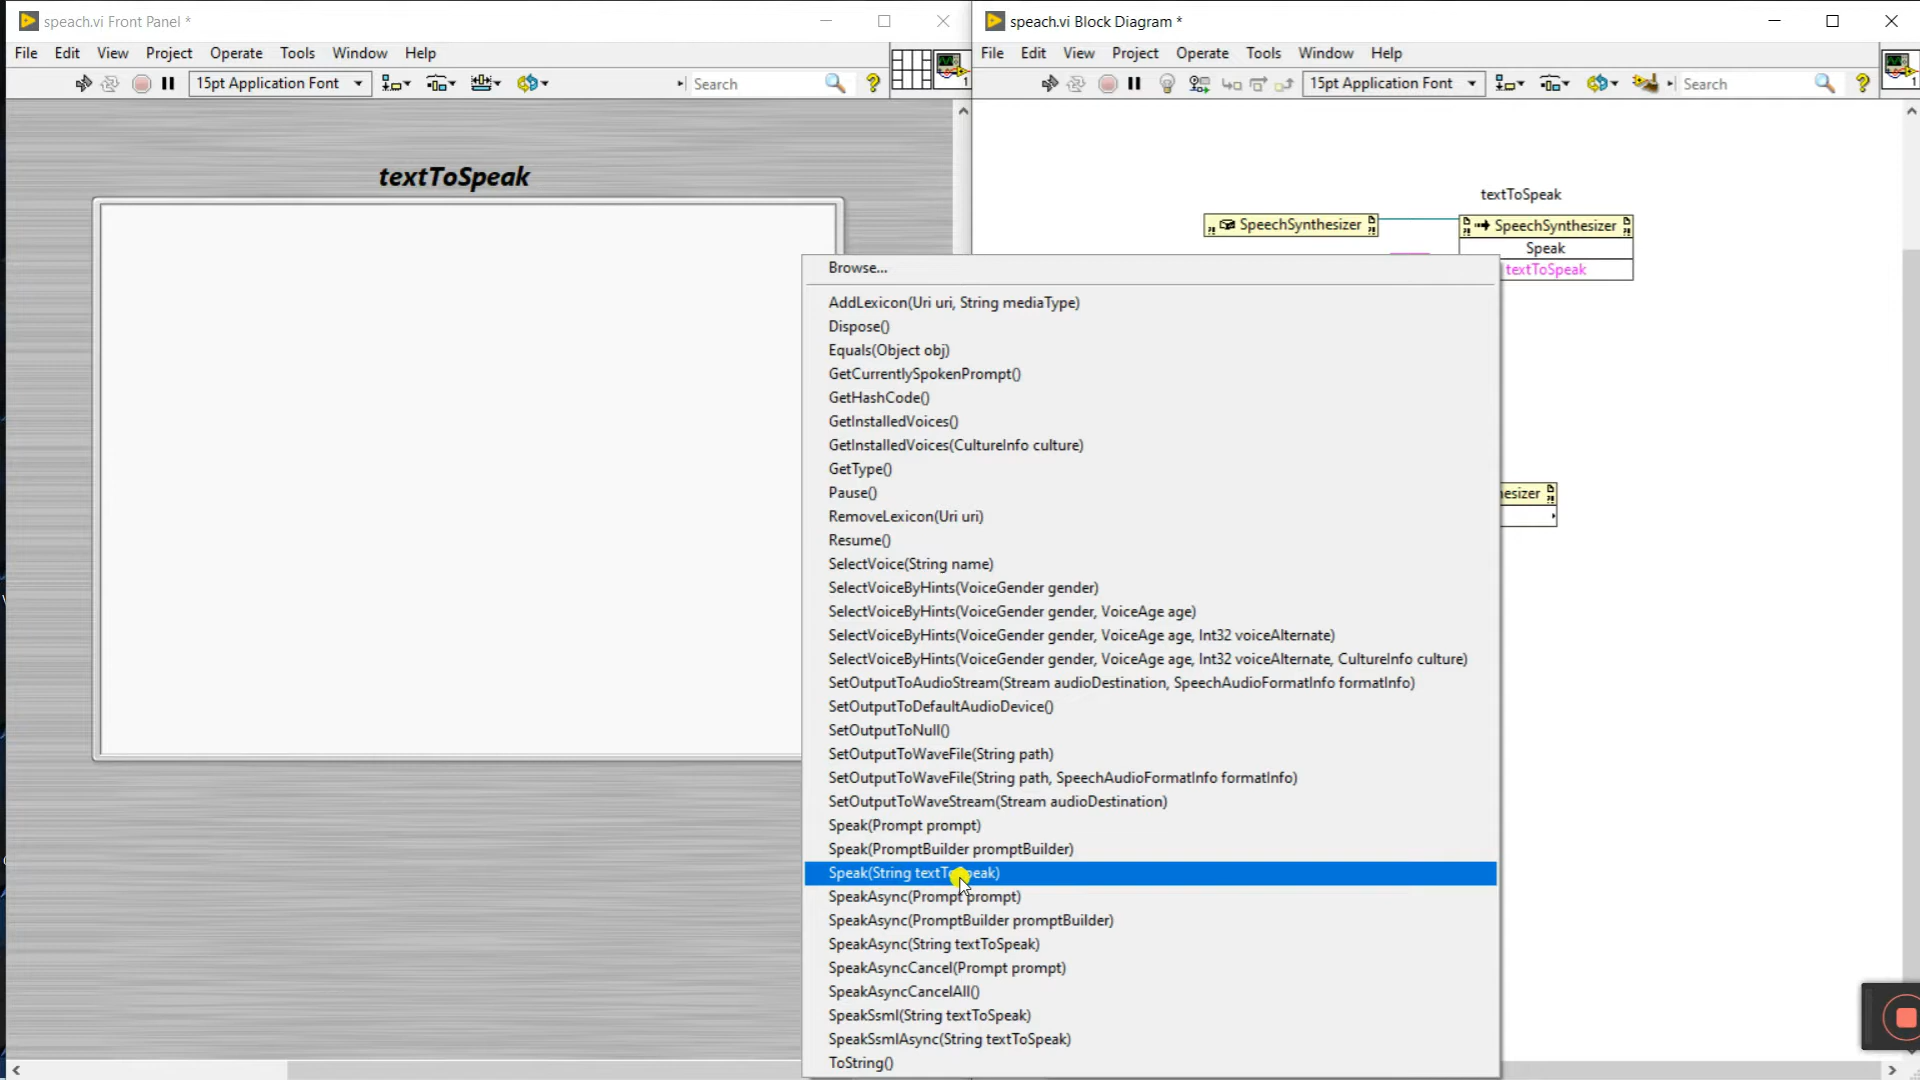 speach.vi Front Panel *
File Edit View Project Operate Tools Window Help
15pt Application Font
Search
1
textToSpeak
speach.vi Block Diagram *
File Edit View Project Operate Tools Window Help
15pt Application Font
Search
1
textToSpeak
SpeechSynthesizer
SpeechSynthesizer
Speak
textToSpeak
hesizer
Browse...
AddLexicon(Uri uri, String mediaType)
Dispose()
Equals(Object obj)
GetCurrentlySpokenPrompt()
GetHashCode()
GetInstalledVoices()
GetInstalledVoices(CultureInfo culture)
GetType()
Pause()
RemoveLexicon(Uri uri)
Resume()
SelectVoice(String name)
SelectVoiceByHints(VoiceGender gender)
SelectVoiceByHints(VoiceGender gender, VoiceAge age)
SelectVoiceByHints(VoiceGender gender, VoiceAge age, Int32 voiceAlternate)
SelectVoiceByHints(VoiceGender gender, VoiceAge age, Int32 voiceAlternate, CultureInfo culture)
SetOutputToAudioStream(Stream audioDestination, SpeechAudioFormatInfo formatInfo)
SetOutputToDefaultAudioDevice()
SetOutputToNull()
SetOutputToWaveFile(String path)
SetOutputToWaveFile(String path, SpeechAudioFormatInfo formatInfo)
SetOutputToWaveStream(Stream audioDestination)
Speak(Prompt prompt)
Speak(PromptBuilder promptBuilder)
Speak(String textToSpeak)
SpeakAsync(Prompt prompt)
SpeakAsync(PromptBuilder promptBuilder)
SpeakAsync(String textToSpeak)
SpeakAsyncCancel(Prompt prompt)
SpeakAsyncCancelAll()
SpeakSsml(String textToSpeak)
SpeakSsmlAsync(String textToSpeak)
ToString()